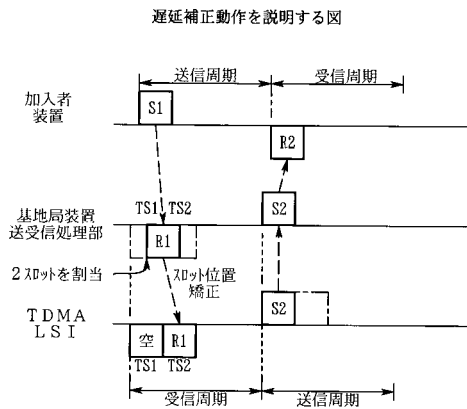 遅延補正動作を説明する図
送信周期 受信周期
加入者
装置
S1
R2
基地局装置
送受信処理部
TS1 TS2
S2
R1
2スロットを割当
スロット位置
矯正
TDMA
LSI
S2
空 R1
TS1 TS2
受信周期 送信周期